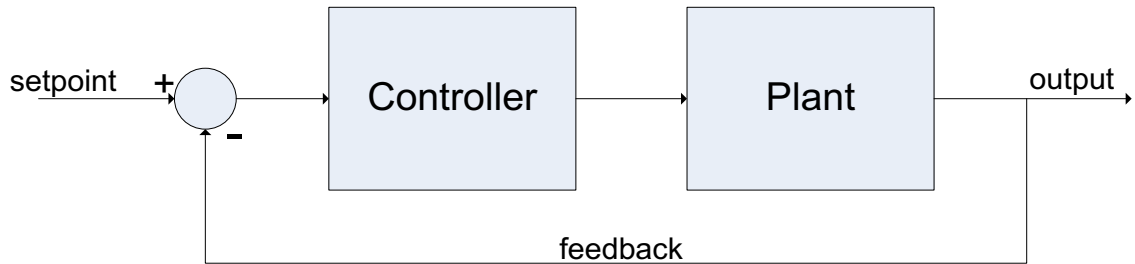 setpoint
+
-
Controller
Plant
output
feedback